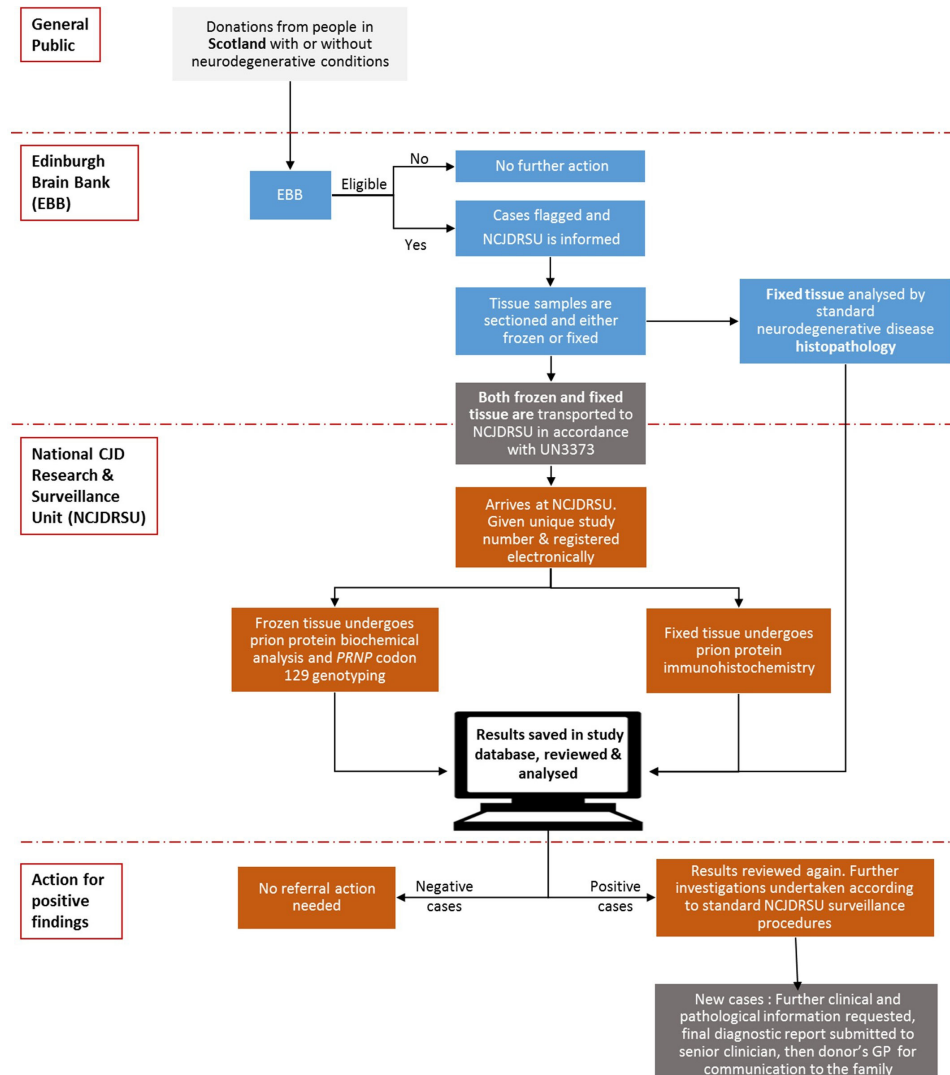 General
Public
Donations from people in
Scotland with or without
neurodegenerative conditions
Edinburgh
Brain Bank
(EBB)
EBB
Eligible
No
Yes
No further action
Cases flagged and
NCJDRSU is informed
Tissue samples are
sectioned and either
frozen or fixed
Fixed tissue analysed by
standard
neurodegenerative disease
histopathology
Both frozen and fixed
tissue are transported to
NCJDRSU in accordance
with UN3373
National CJD
Research &
Surveillance
Unit (NCJDRSU)
Arrives at NCJDRSU.
Given unique study
number & registered
electronically
Frozen tissue undergoes
prion protein biochemical
analysis and PRNP codon
129 genotyping
Fixed tissue undergoes
prion protein
immunohistochemistry
Results saved in study
database, reviewed &
analysed
Action for
positive
findings
No referral action
needed
Negative
cases
Positive
cases
Results reviewed again. Further
investigations undertaken according
to standard NCJDRSU surveillance
procedures
New cases : Further clinical and
pathological information requested,
final diagnostic report submitted to
senior clinician, then donor's GP for
communication to the family